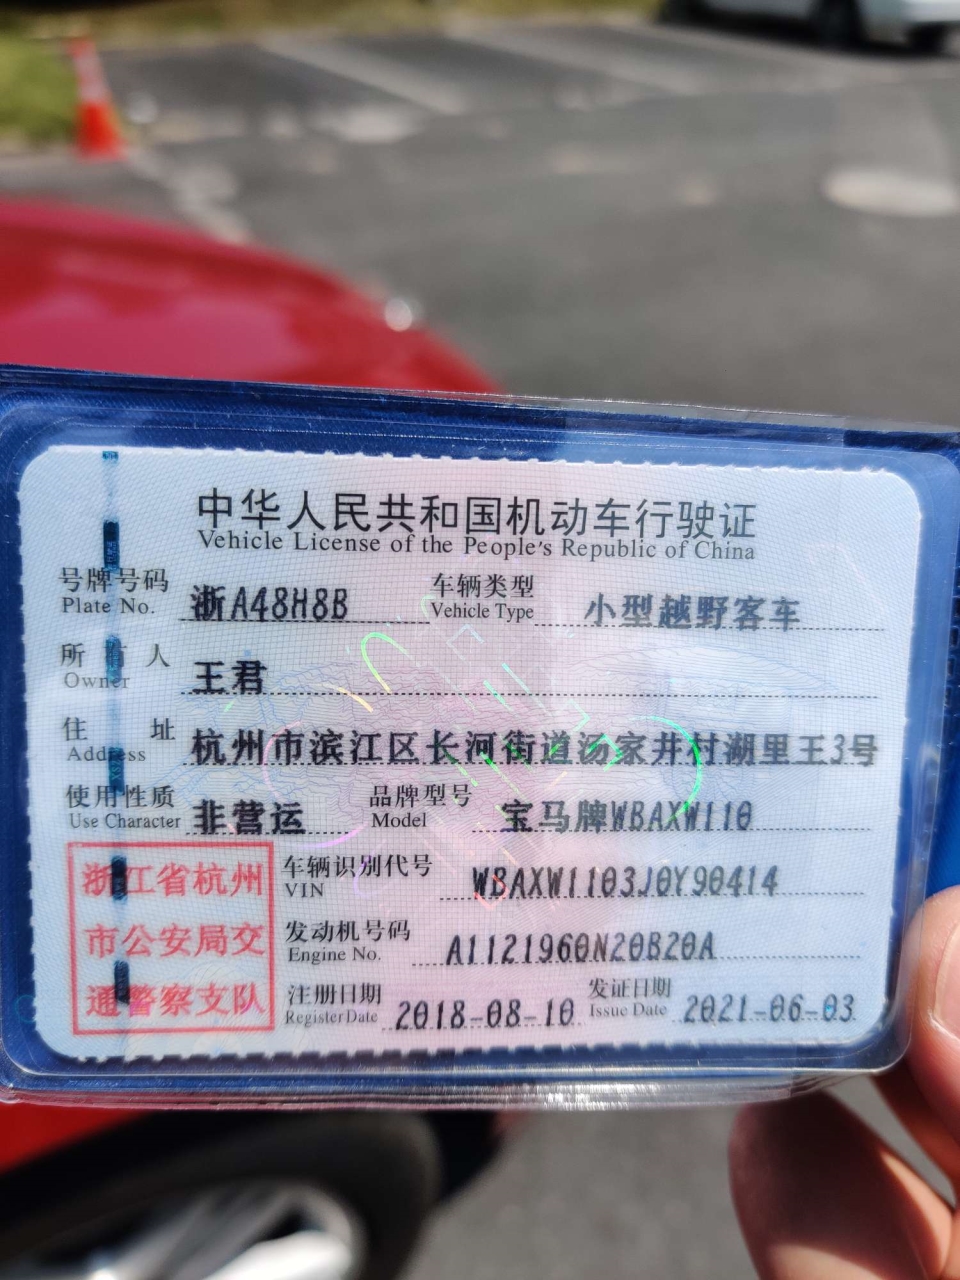 中华人民共和国机动车行驶证
Vehicle License of the People's Republic of China
号牌号码 浙A48H8B 车辆类型 小型越野客车
Plate No. Vehicle Type
所有人 王君
Owner
住址 杭州市滨江区长河街道汤家井村湖里王3号
Address
使用性质 非营运 品牌型号 宝马牌WBAXW110
Use Character Model
浙江省杭州
市公安局交
通警察支队
车辆识别代号 WBAXW1103J0Y90414
VIN
发动机号码 A1121960N20B20A
Engine No.
注册日期 2018-08-10 发证日期 2021-06-03
Register Date Issue Date